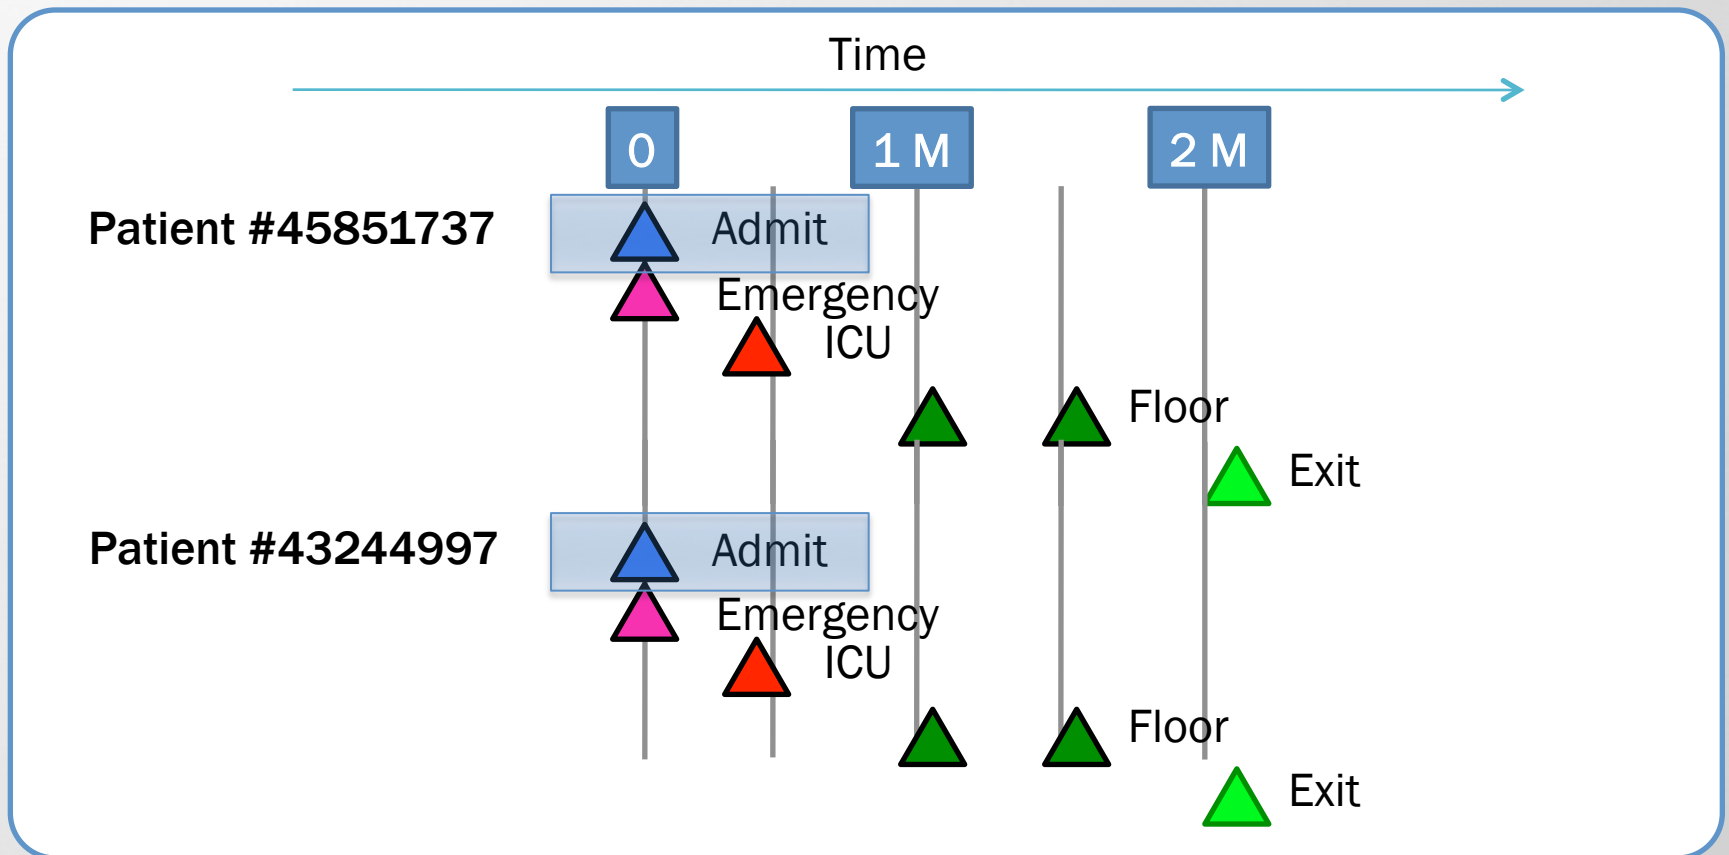 Time
0 1 M 2 M
Patient #45851737 Admit
Emergency
ICU
Floor
Exit
Patient #43244997 Admit
Emergency
ICU
Floor
Exit